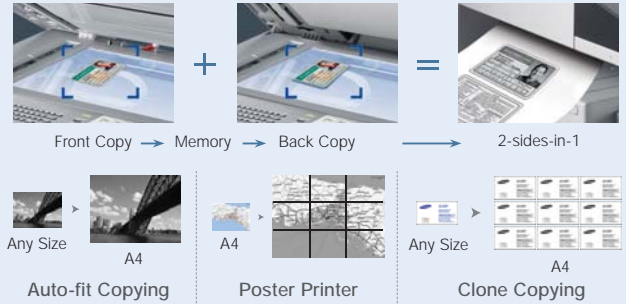 Front Copy → Memory → Back Copy → 2-sides-in-1
Any Size
A4
Auto-fit Copying
A4
Poster Printer
Any Size
A4
Clone Copying